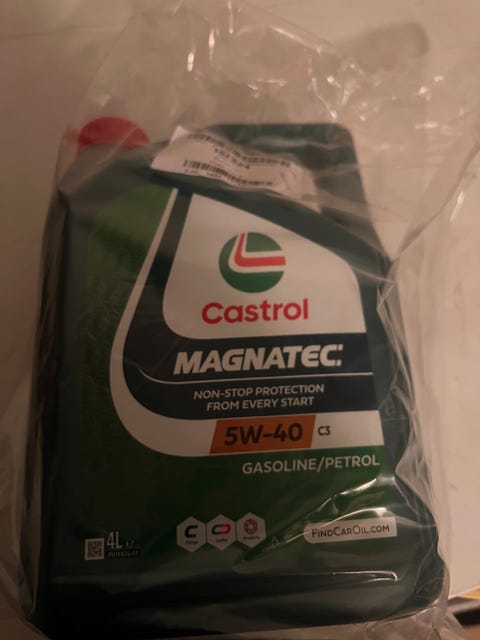 Castrol
MAGNATEC
NON-STOP PROTECTION
FROM EVERY START
5W-40 C3
GASOLINE/PETROL
4L
FINDCAROIL.COM